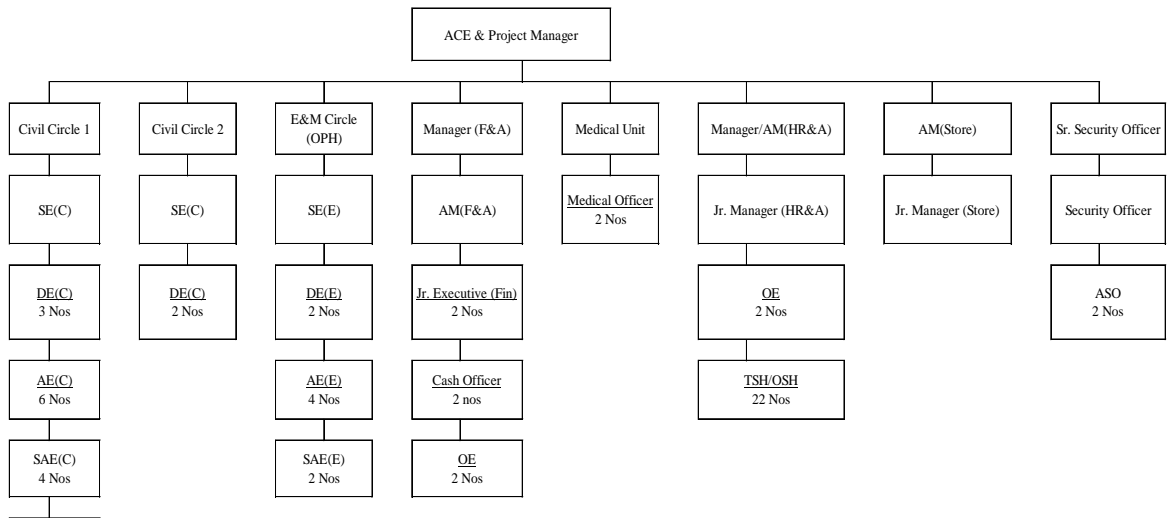 ACE & Project Manager
Civil Circle 1
Civil Circle 2
E&M Circle
(OPH)
Manager (F&A)
Medical Unit
Manager/AM(HR&A)
AM(Store)
Sr. Security Officer
SE(C)
SE(C)
SE(E)
AM(F&A)
Medical Officer
2 Nos
Jr. Manager (HR&A)
Jr. Manager (Store)
Security Officer
DE(C)
3 Nos
DE(C)
2 Nos
DE(E)
2 Nos
Jr. Executive (Fin)
2 Nos
OE
2 Nos
ASO
2 Nos
AE(C)
6 Nos
AE(E)
4 Nos
Cash Officer
2 nos
TSH/OSH
22 Nos
SAE(C)
4 Nos
SAE(E)
2 Nos
OE
2 Nos